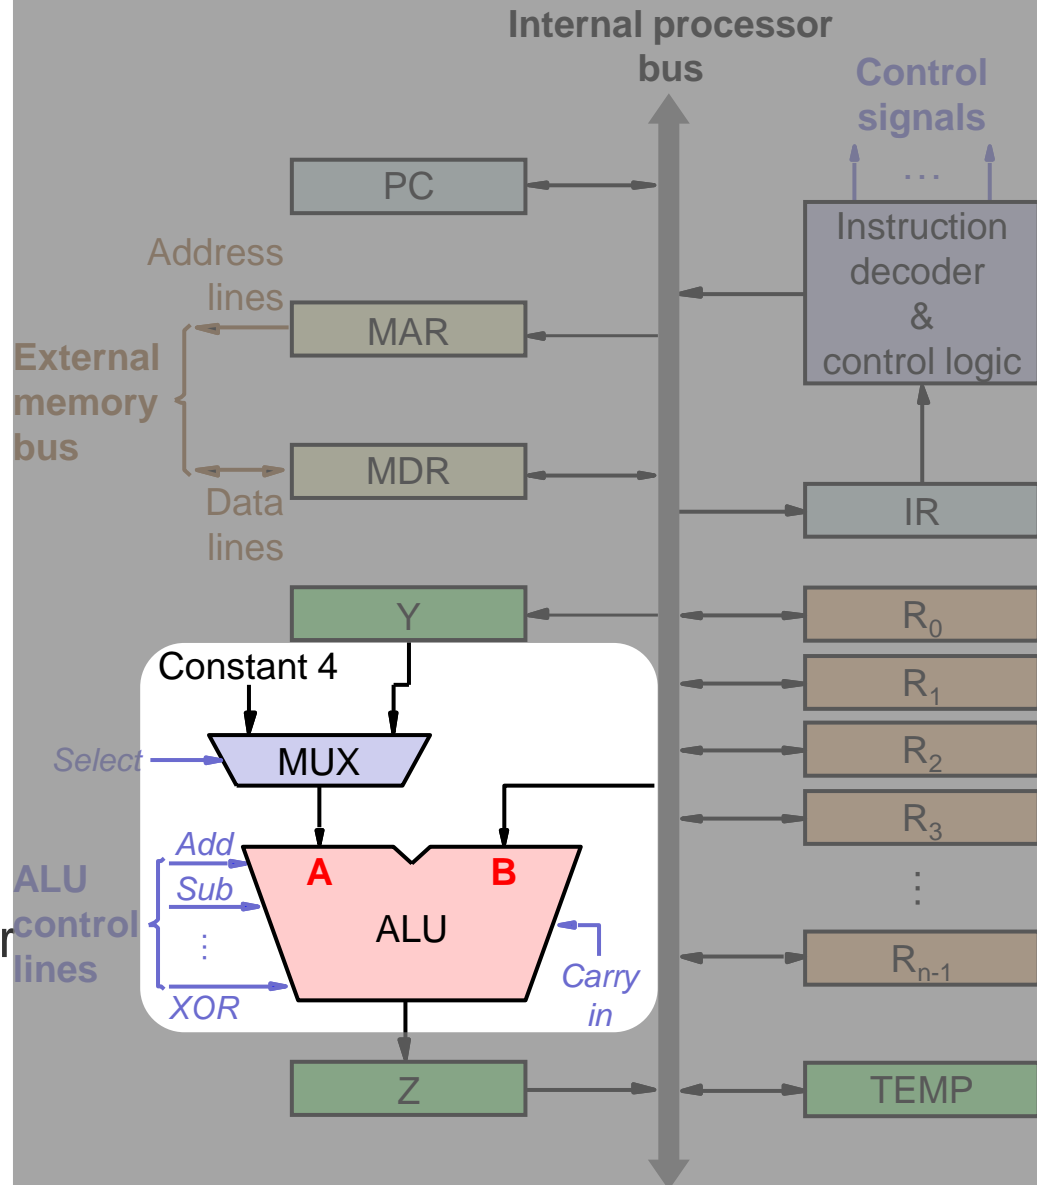 Internal processor
bus
Control
signals
...
PC
Instruction
decoder
&
control logic
Address
lines
MAR
External
memory
bus
MDR
Data
lines
IR
Y
R0
Constant 4
R1
MUX
Select
R2
R3
Add
A
B
ALU
control
lines
Sub
⋮
ALU
⋮
r
XOR
Carry
in
Rn-1
Z
TEMP